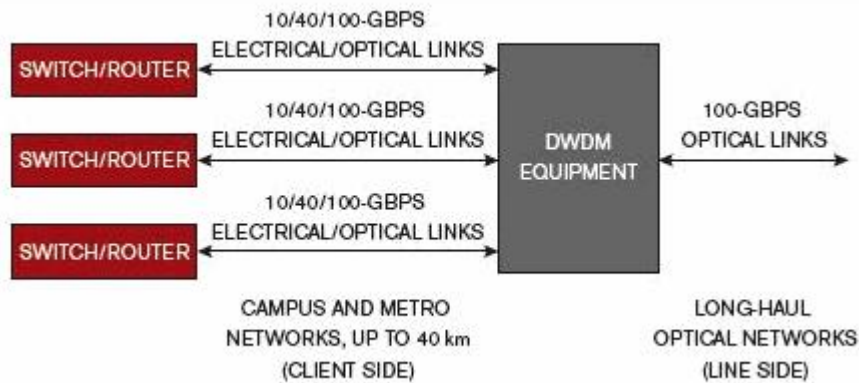 10/40/100-GBPS
ELECTRICAL/OPTICAL LINKS
SWITCH/ROUTER
10/40/100-GBPS
ELECTRICAL/OPTICAL LINKS
SWITCH/ROUTER
10/40/100-GBPS
ELECTRICAL/OPTICAL LINKS
SWITCH/ROUTER
DWDM
EQUIPMENT
100-GBPS
OPTICAL LINKS
CAMPUS AND METRO
NETWORKS, UP TO 40 km
(CLIENT SIDE)
LONG-HAUL
OPTICAL NETWORKS
(LINE SIDE)